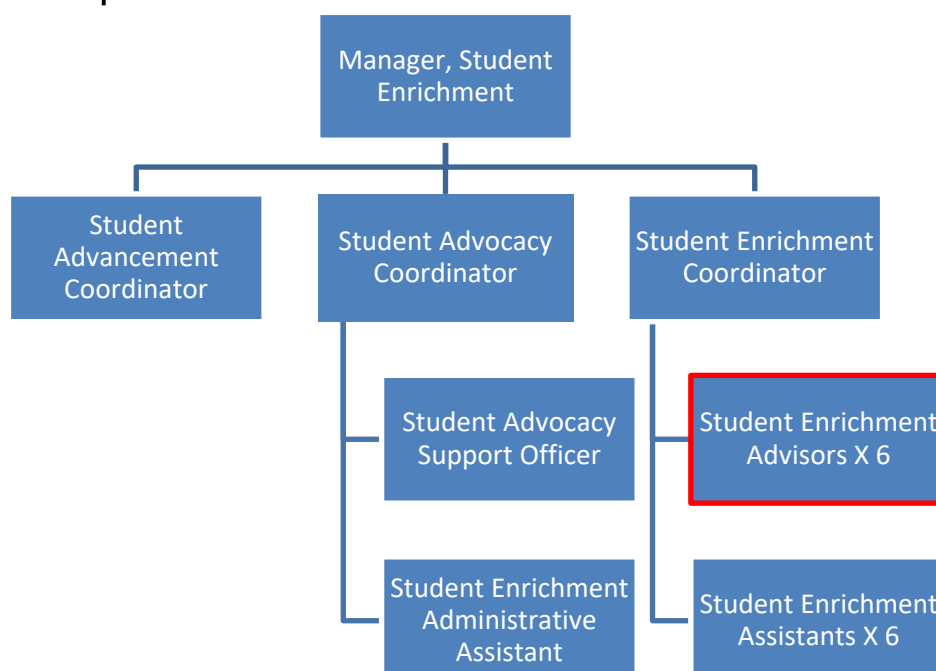 Manager, Student
Enrichment
Student
Advancement
Coordinator
Student Advocacy
Coordinator
Student Enrichment
Coordinator
Student Advocacy
Support Officer
Student Enrichment
Advisors X 6
Student Enrichment
Administrative
Assistant
Student Enrichment
Assistants X 6